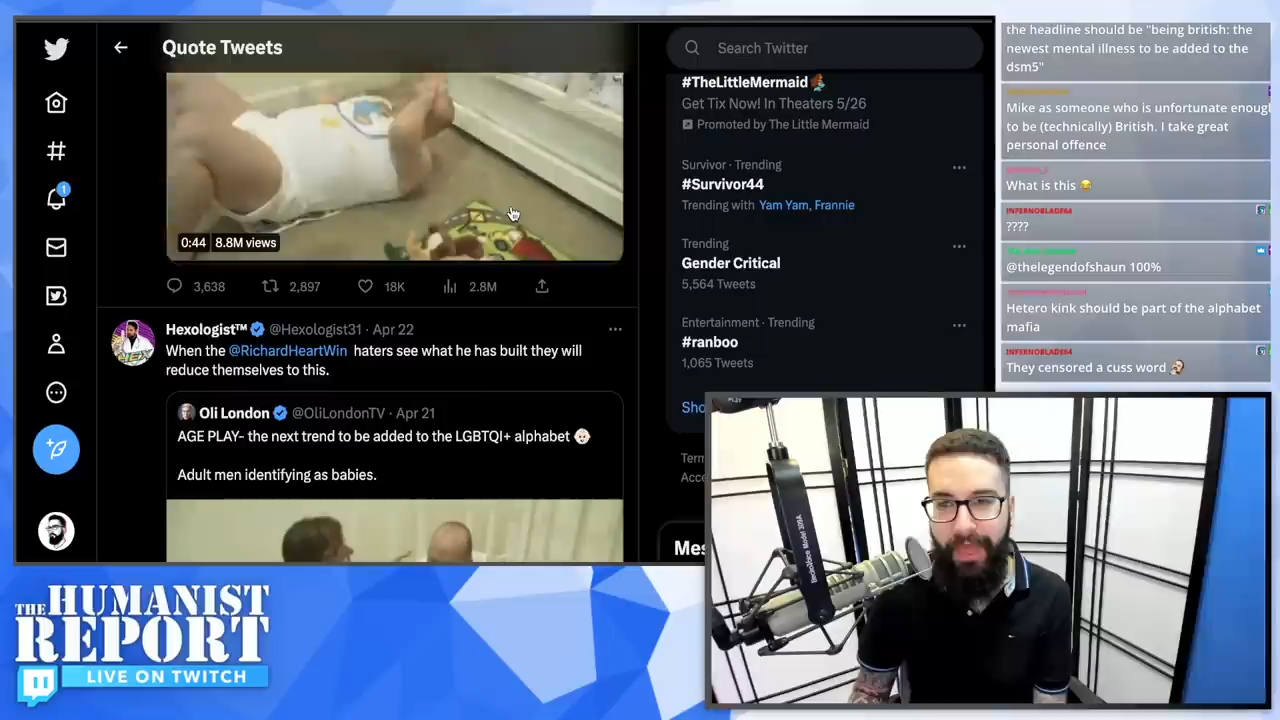 Quote Tweets
0:44 8.8M views
3,638 2,897 18K 2.8M
Hexologist™ @Hexologist31 · Apr 22
When the @RichardHeartWin haters see what he has built they will
reduce themselves to this.
Oli London @OliLondonTV · Apr 21
AGE PLAY- the next trend to be added to the LGBTQI+ alphabet 👶🏻
Adult men identifying as babies.
Search Twitter
#TheLittleMermaid
Get Tix Now! In Theaters 5/26
Promoted by The Little Mermaid
Survivor · Trending
#Survivor44
Trending with Yam Yam, Frannie
Trending
Gender Critical
5,564 Tweets
Entertainment · Trending
#ranboo
1,065 Tweets
Sho
Term
Acce
Mes
the headline should be "being british: the
newest mental illness to be added to the
dsm5"
Mike as someone who is unfortunate enough
to be (technically) British. I take great
personal offence
What is this 😂
INFERNOBLADE64
????
@thelegendofshaun 100%
Hetero kink should be part of the alphabet
mafia
INFERNOBLADE64
They censored a cuss word
THE HUMANIST
REPORT
LIVE ON TWITCH
1